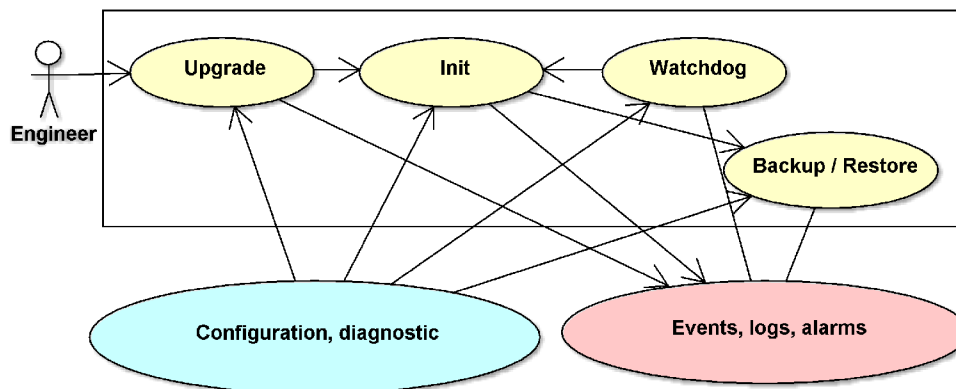 Upgrade
Init
Watchdog
Engineer
Backup / Restore
Configuration, diagnostic
Events, logs, alarms